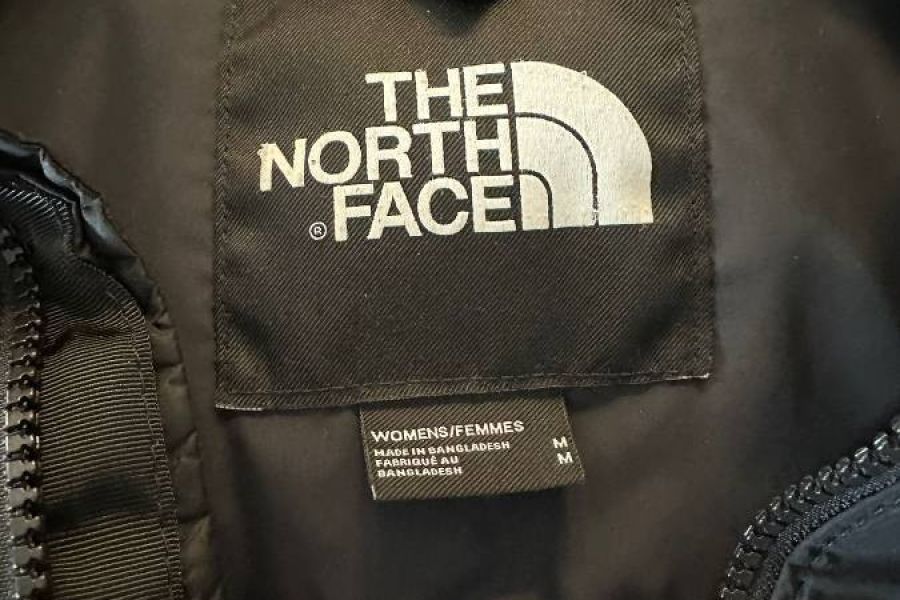 THE
NORTH
® FACE
WOMENS/FEMMES
MADE IN BANGLADESH M
FABRIQUÉ AU M
BANGLADESH